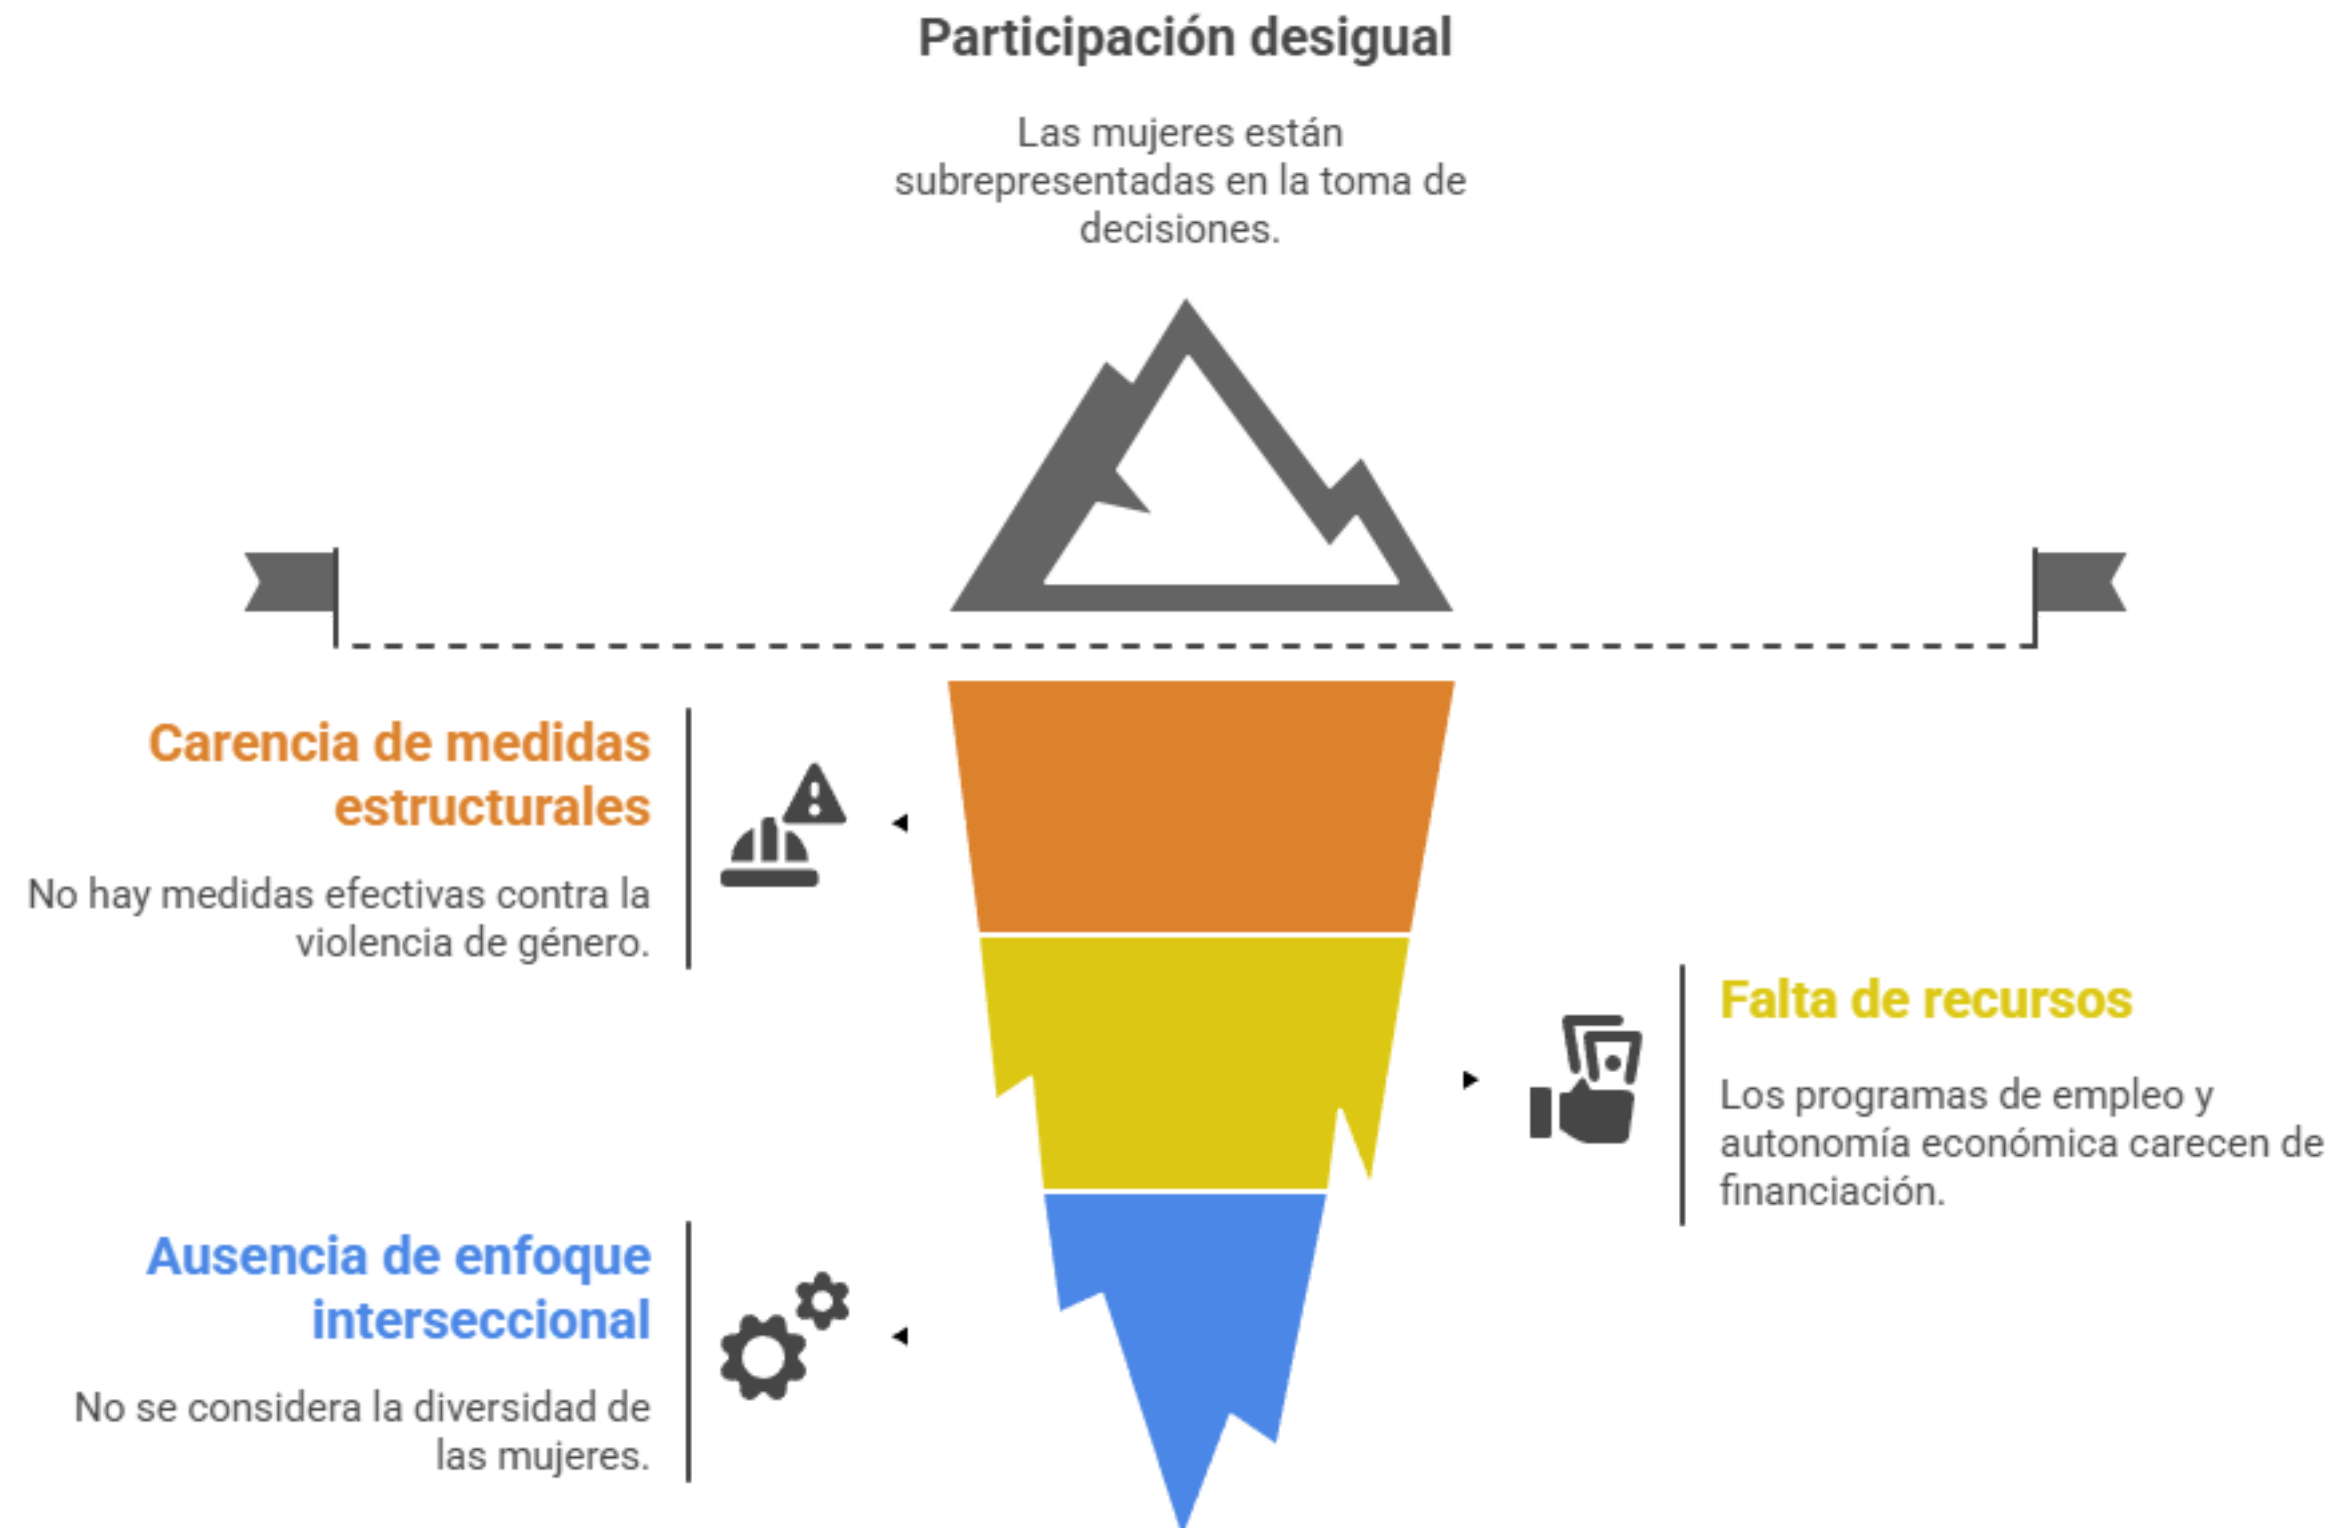 Participación desigual
Las mujeres están
subrepresentadas en la toma de
decisiones.
Carencia de medidas
estructurales
No hay medidas efectivas contra la
violencia de género.
Falta de recursos
Los programas de empleo y
autonomía económica carecen de
financiación.
Ausencia de enfoque
interseccional
No se considera la diversidad de
las mujeres.